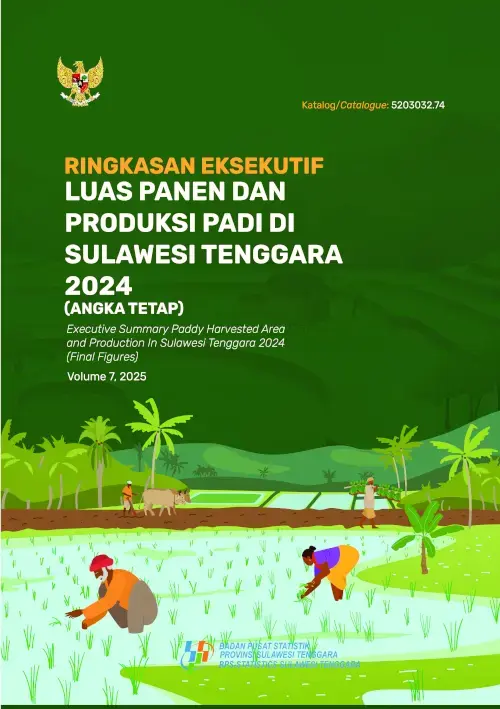 Katalog/Catalogue: 5203032.74
RINGKASAN EKSEKUTIF
LUAS PANEN DAN
PRODUKSI PADI DI
SULAWESI TENGGARA
2024
(ANGKA TETAP)
Executive Summary Paddy Harvested Area
and Production In Sulawesi Tenggara 2024
(Final Figures)
Volume 7, 2025
BADAN PUSAT STATISTIK
PROVINSI SULAWESI TENGGARA
BPS-STATISTICS SULAWESI TENGGARA